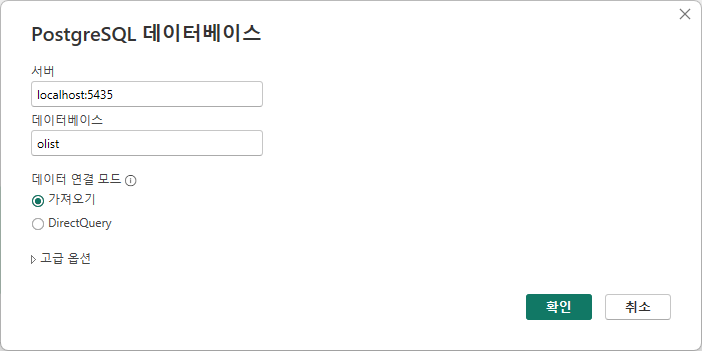 PostgreSQL 데이터베이스
서버
localhost:5435
데이터베이스
olist
데이터 연결 모드
가져오기
DirectQuery
고급 옵션
확인 취소